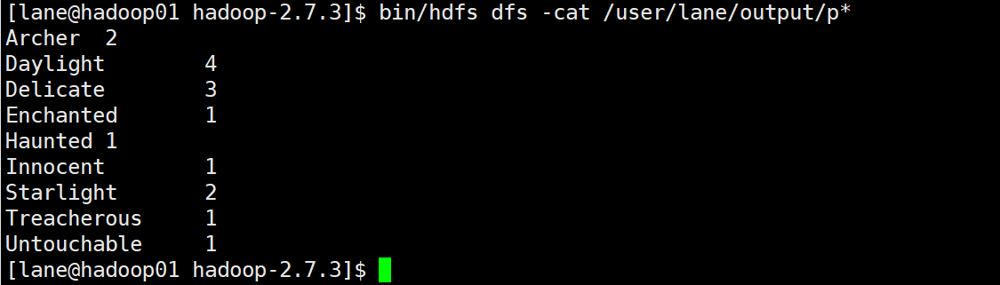 [lane@hadoop01 hadoop-2.7.3]$ bin/hdfs dfs -cat /user/lane/output/p*
Archer  2
Daylight        4
Delicate        3
Enchanted       1
Haunted 1
Innocent        1
Starlight       2
Treacherous     1
Untouchable     1
[lane@hadoop01 hadoop-2.7.3]$